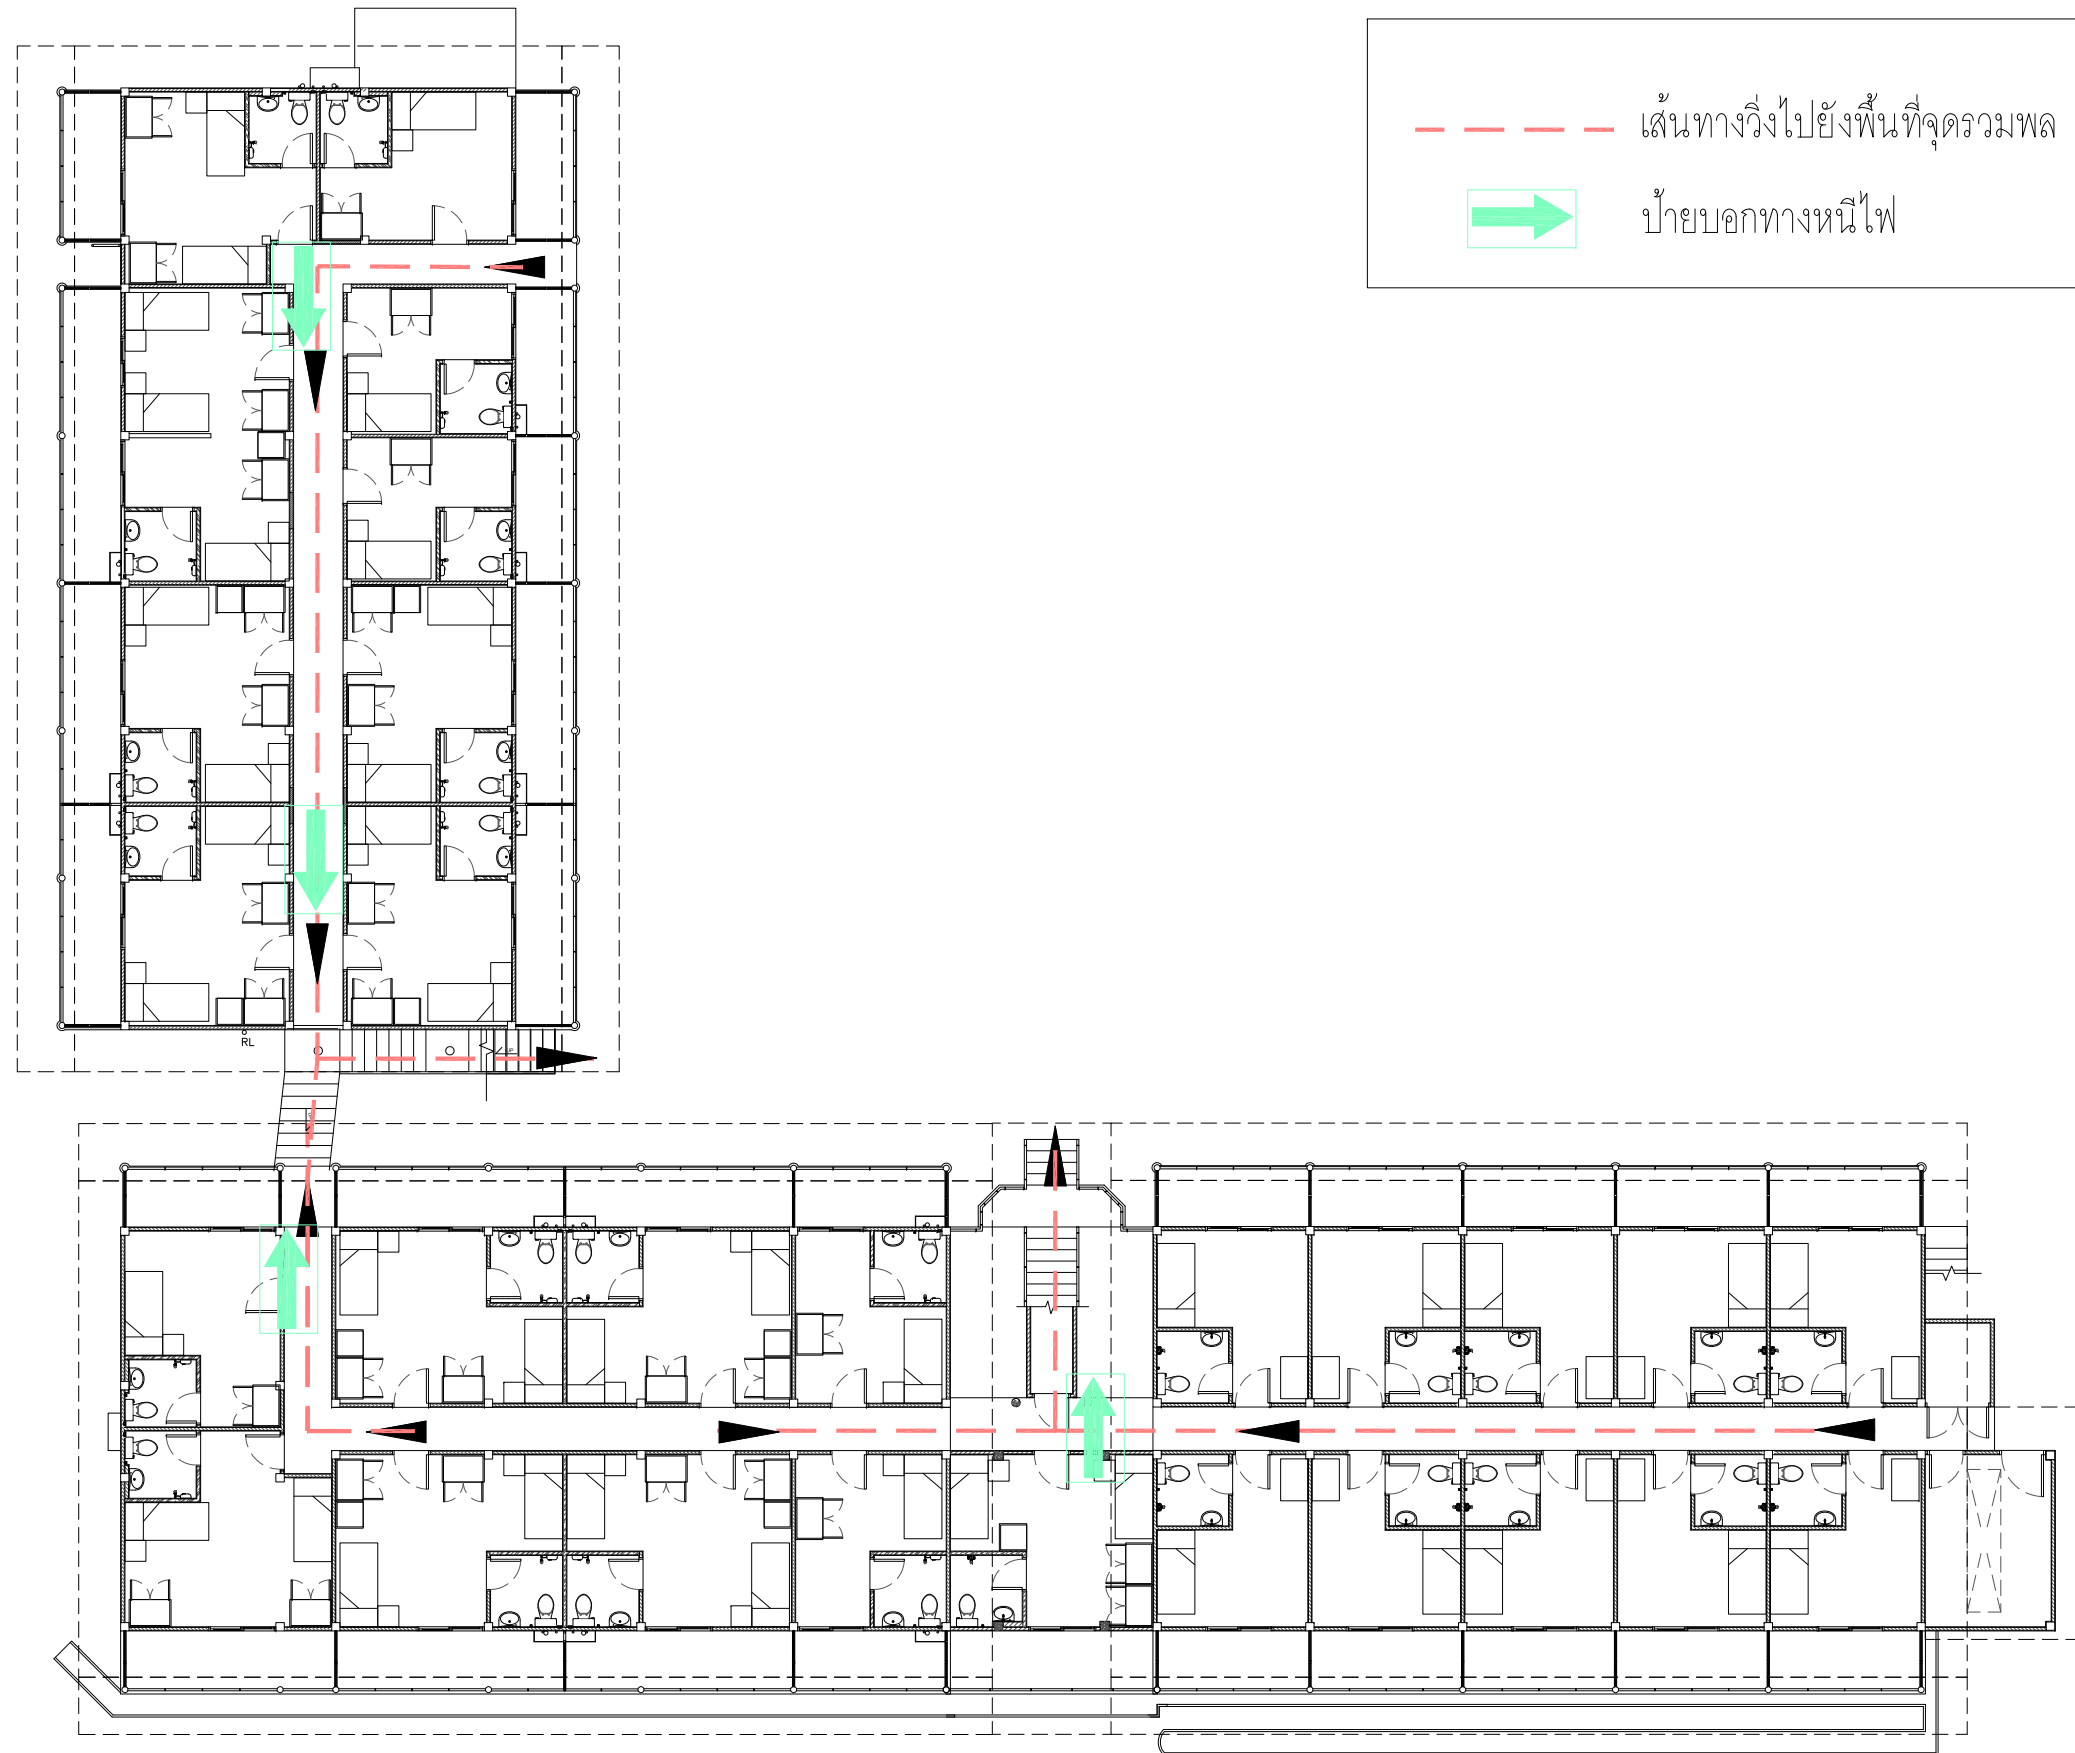 เส้นทางวิ่งไปยังพื้นที่จุดรวมพล
ป้ายบอกทางหนีไฟ
RL